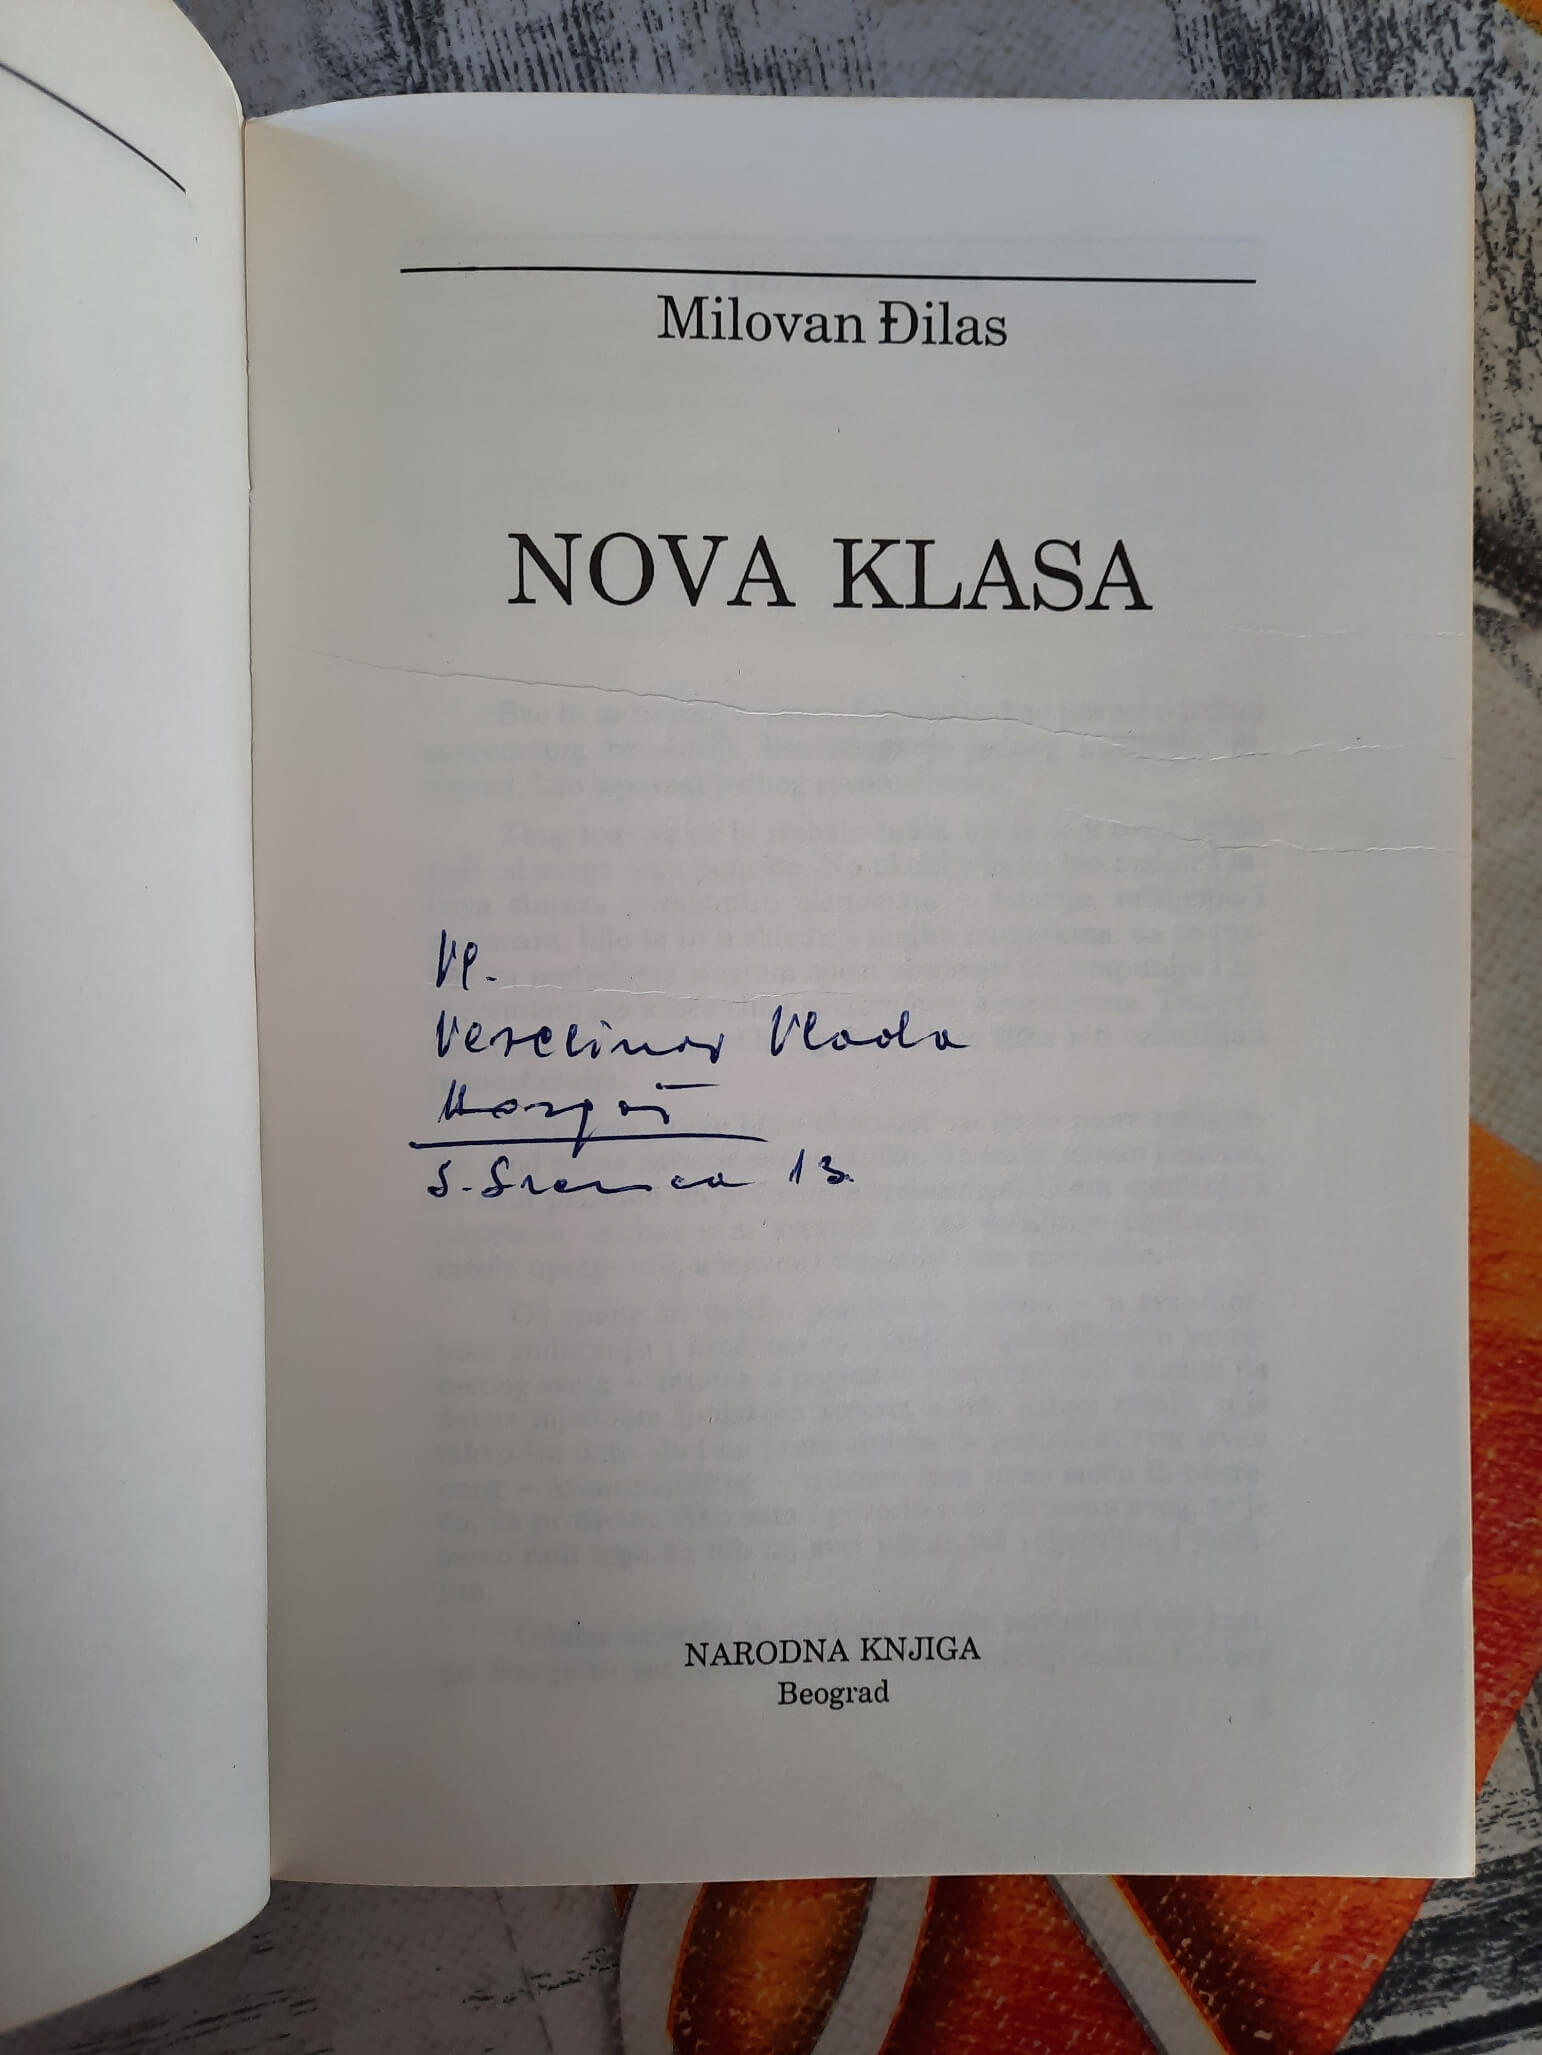 Milovan Đilas
NOVA KLASA
Vl.
Veselinov Vlada
S. Sremca 13.
NARODNA KNJIGA
Beograd